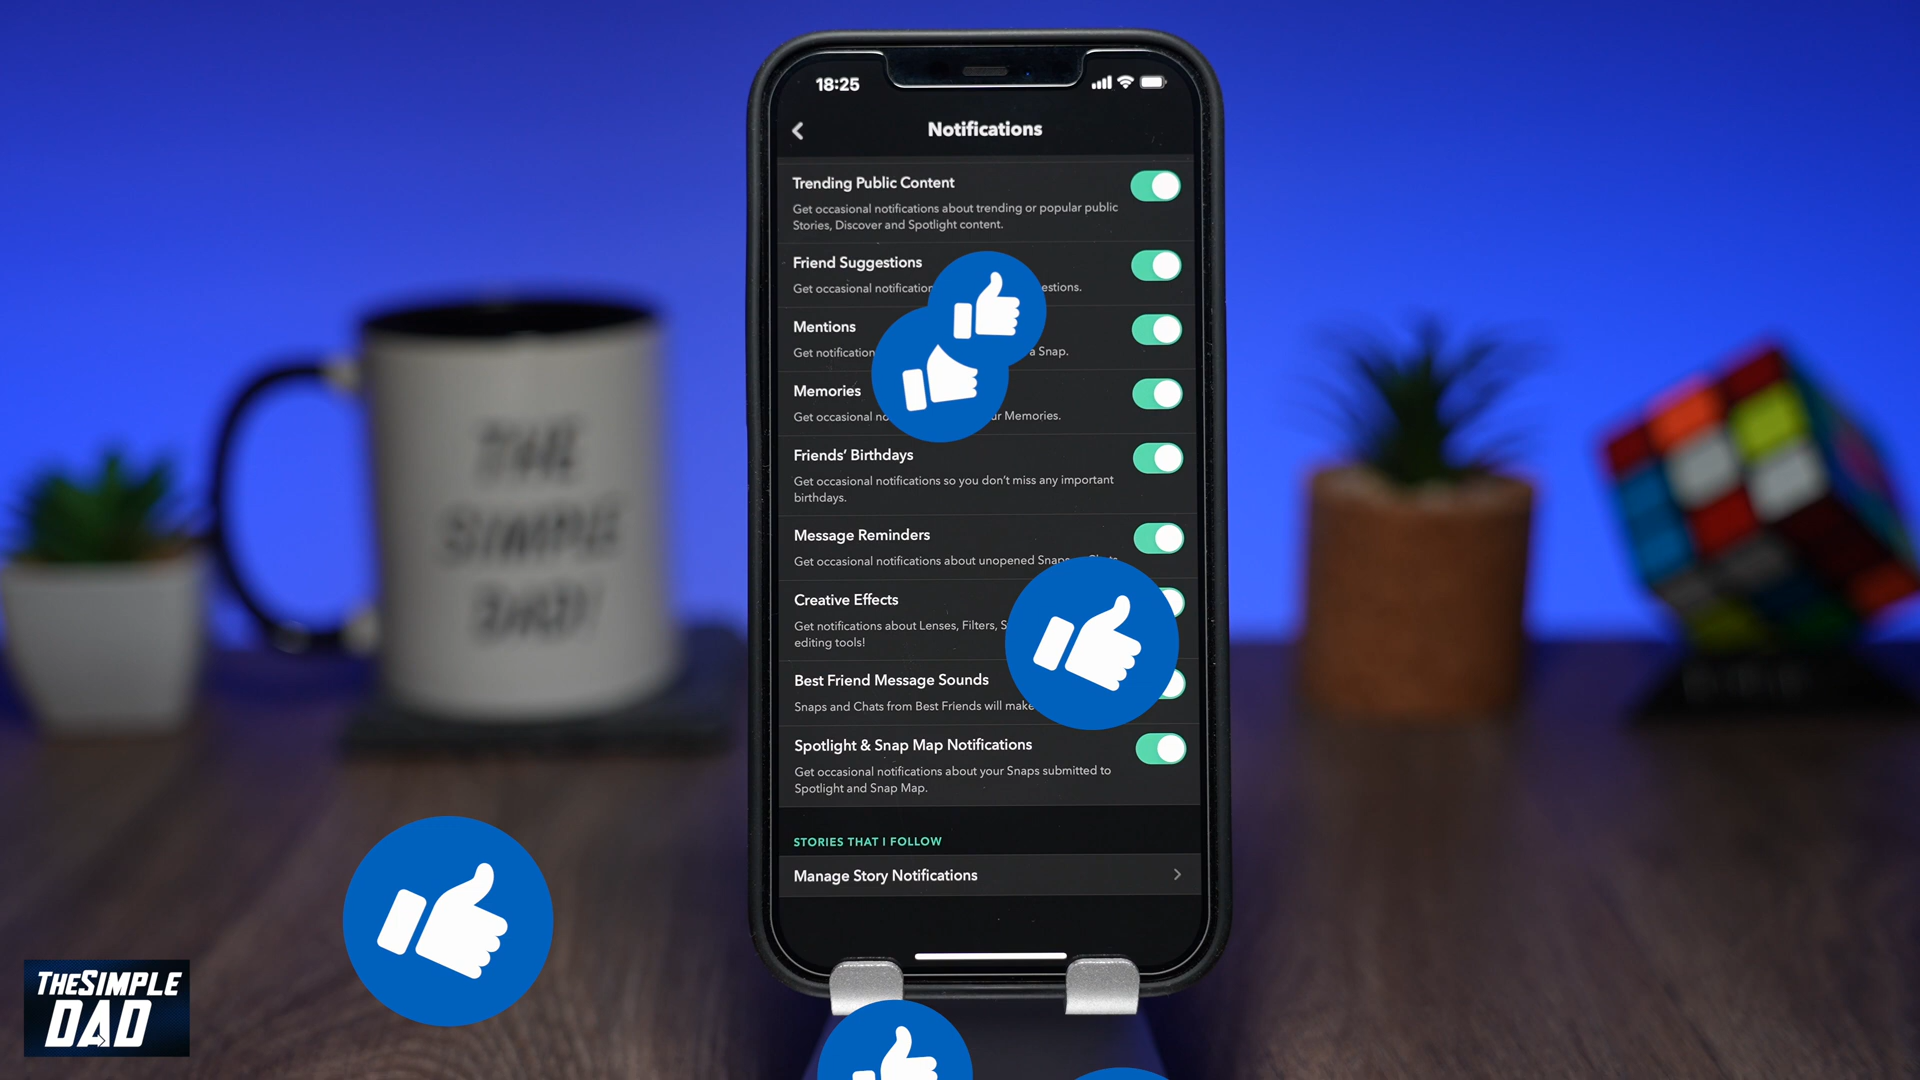 18:25
Notifications
Trending Public Content
Get occasional notifications about trending or popular public
Stories, Discover and Spotlight content.
Friend Suggestions
Get occasional notification estions.
Mentions
Get notification a Snap.
Memories
Get occasional no r Memories.
Friends' Birthdays
Get occasional notifications so you don't miss any important
birthdays.
Message Reminders
Get occasional notifications about unopened Snaps
Creative Effects
Get notifications about Lenses, Filters, S
editing tools!
Best Friend Message Sounds
Snaps and Chats from Best Friends will make
Spotlight & Snap Map Notifications
Get occasional notifications about your Snaps submitted to
Spotlight and Snap Map.
STORIES THAT I FOLLOW
Manage Story Notifications
THE
SIMPLE
DAD!
THE SIMPLE
DAD